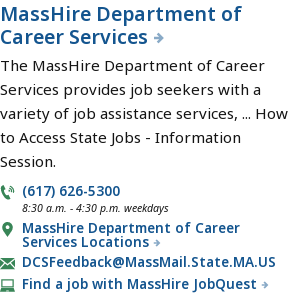 MassHire Department of
Career Services
The MassHire Department of Career
Services provides job seekers with a
variety of job assistance services, ... How
to Access State Jobs - Information
Session.
(617) 626-5300
8:30 a.m. - 4:30 p.m. weekdays
MassHire Department of Career
Services Locations
DCSFeedback@MassMail.State.MA.US
Find a job with MassHire JobQuest